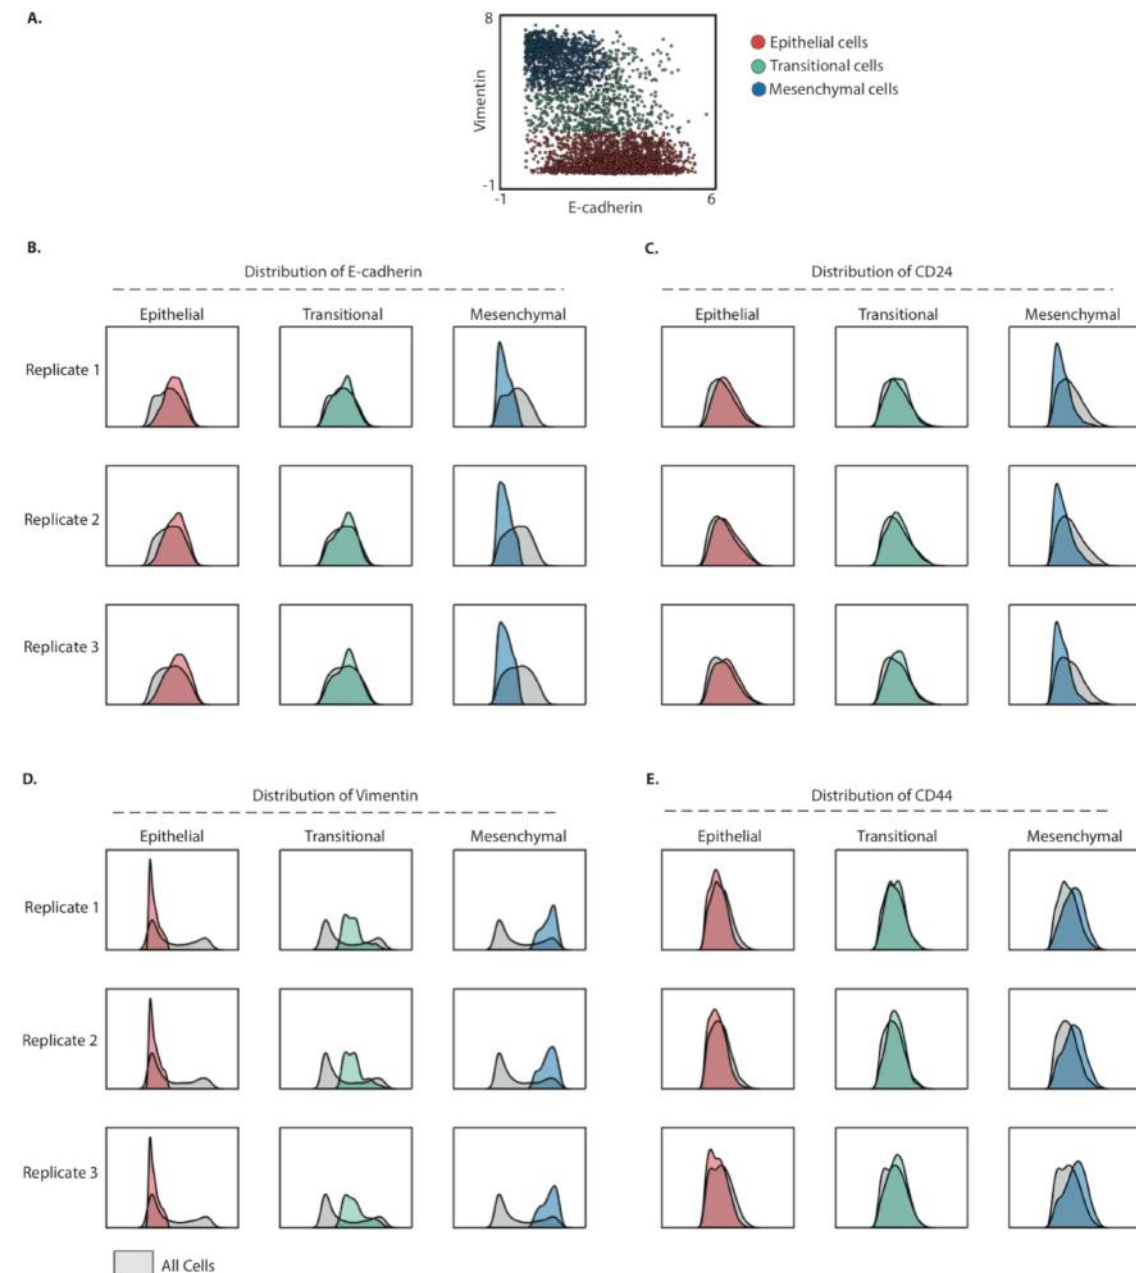 A.
8
Vimentin
-1
-1
6
E-cadherin
Epithelial cells
Transitional cells
Mesenchymal cells
B.
Distribution of E-cadherin
Epithelial
Transitional
Mesenchymal
Replicate 1
Replicate 2
Replicate 3
C.
Distribution of CD24
Epithelial
Transitional
Mesenchymal
D.
Distribution of Vimentin
Epithelial
Transitional
Mesenchymal
Replicate 1
Replicate 2
Replicate 3
E.
Distribution of CD44
Epithelial
Transitional
Mesenchymal
All Cells